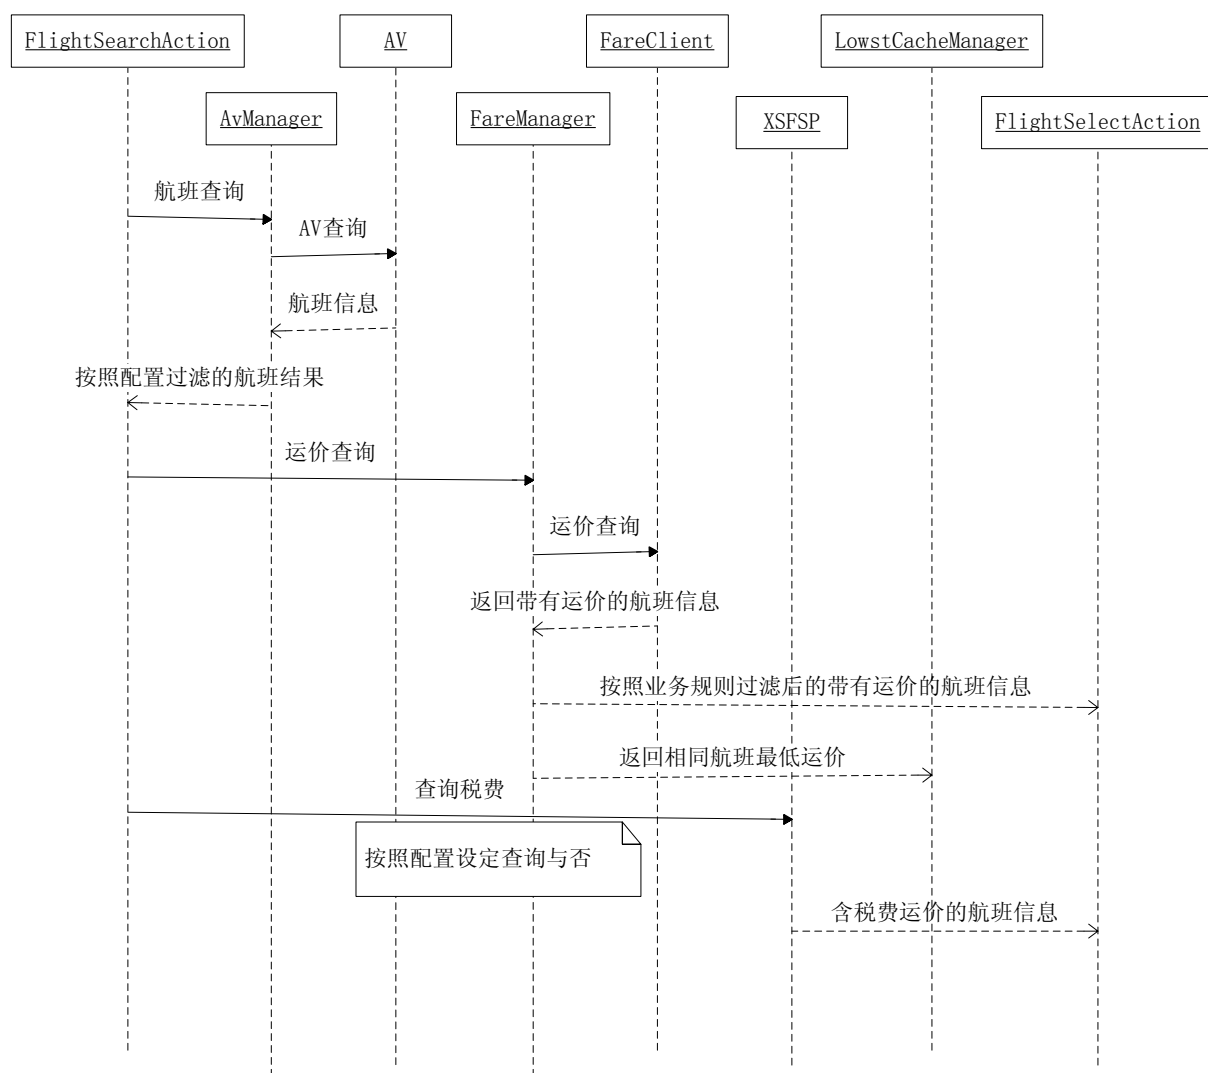 FlightSearchAction
AV
FareClient
LowstCacheManager
AvManager
FareManager
XSFSP
FlightSelectAction
航班查询
AV查询
航班信息
按照配置过滤的航班结果
运价查询
运价查询
返回带有运价的航班信息
按照业务规则过滤后的带有运价的航班信息
返回相同航班最低运价
查询税费
按照配置设定查询与否
含税费运价的航班信息